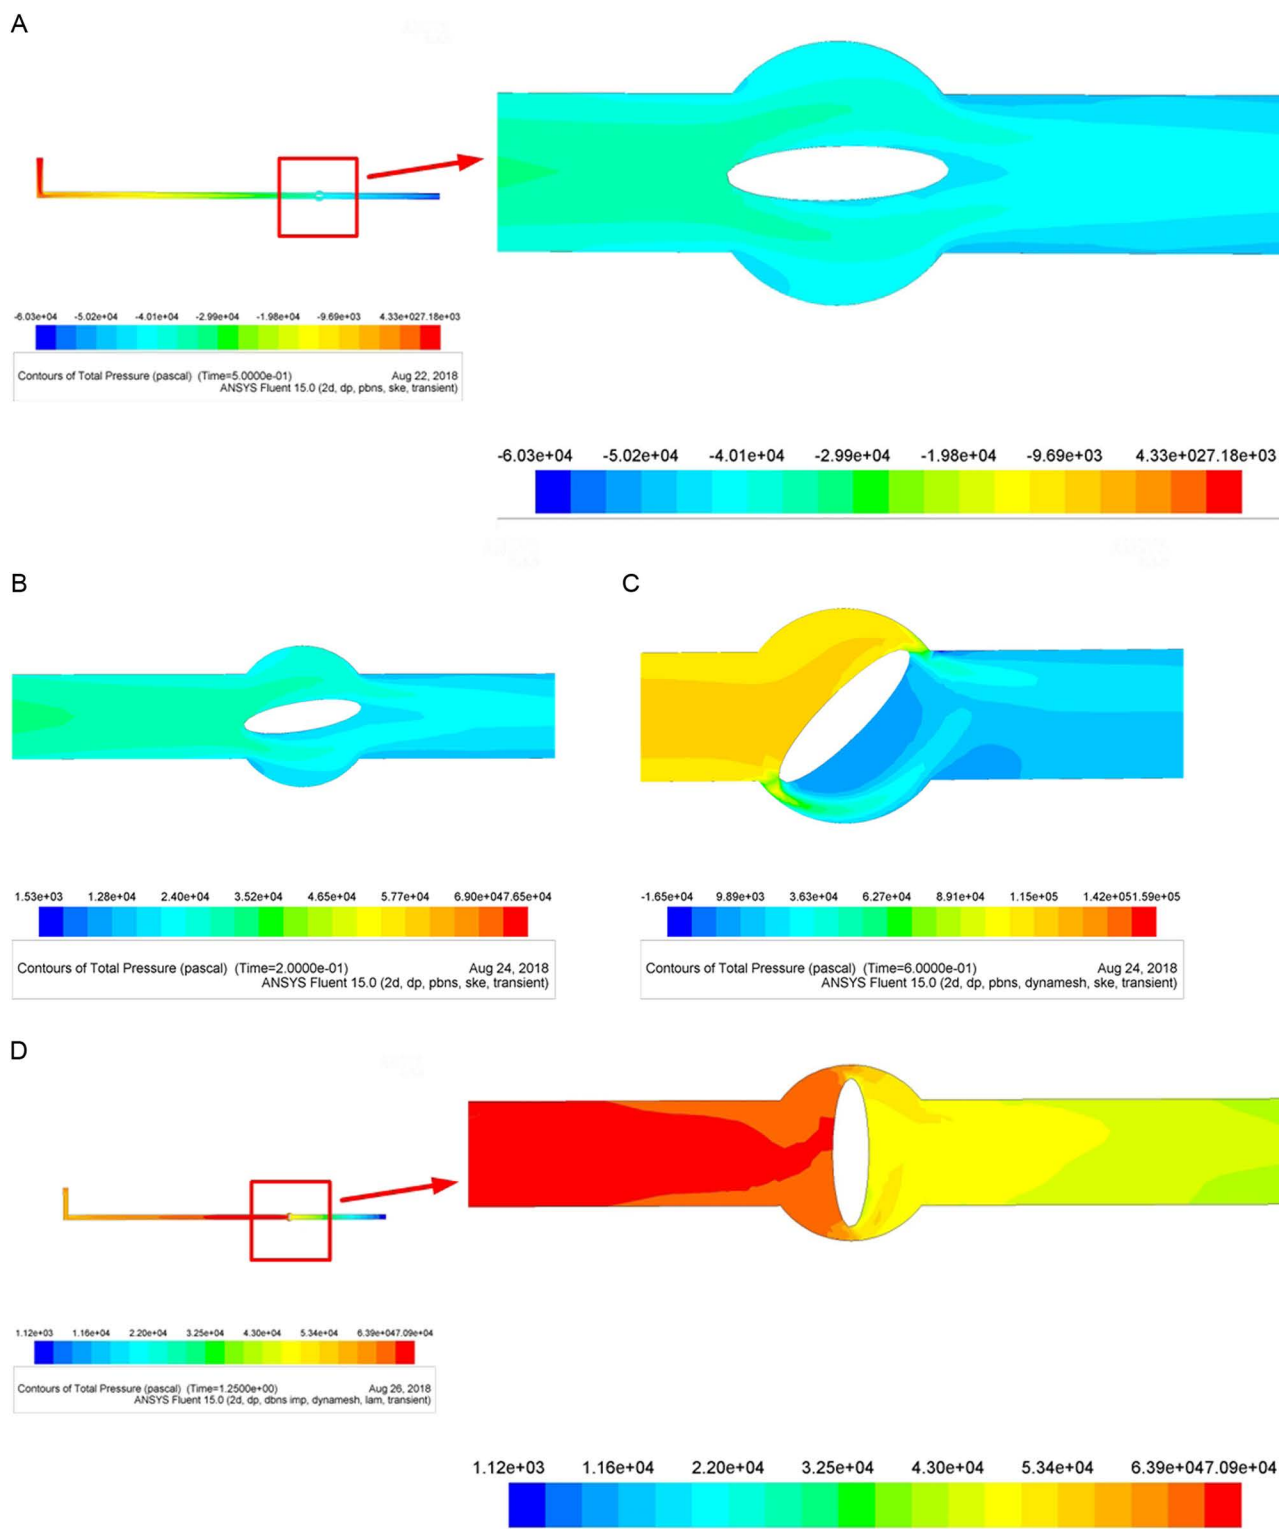 A
-6.03e+04 -5.02e+04 -4.01e+04 -2.99e+04 -1.98e+04 -9.69e+03 4.33e+027.18e+03
Contours of Total Pressure (pascal) (Time=5.0000e-01) Aug 22, 2018
ANSYS Fluent 15.0 (2d, dp, pbns, ske, transient)
-6.03e+04 -5.02e+04 -4.01e+04 -2.99e+04 -1.98e+04 -9.69e+03 4.33e+027.18e+03
B
1.53e+03 1.28e+04 2.40e+04 3.52e+04 4.65e+04 5.77e+04 6.90e+047.65e+04
Contours of Total Pressure (pascal) (Time=2.0000e-01) Aug 24, 2018
ANSYS Fluent 15.0 (2d, dp, pbns, ske, transient)
C
-1.65e+04 9.89e+03 3.63e+04 6.27e+04 8.91e+04 1.15e+05 1.42e+051.59e+05
Contours of Total Pressure (pascal) (Time=6.0000e-01) Aug 24, 2018
ANSYS Fluent 15.0 (2d, dp, pbns, dynamesh, ske, transient)
D
1.12e+03 1.16e+04 2.20e+04 3.25e+04 4.30e+04 5.34e+04 6.39e+047.09e+04
Contours of Total Pressure (pascal) (Time=1.2500e+00) Aug 26, 2018
ANSYS Fluent 15.0 (2d, dp, dbns imp, dynamesh, lam, transient)
1.12e+03 1.16e+04 2.20e+04 3.25e+04 4.30e+04 5.34e+04 6.39e+047.09e+04